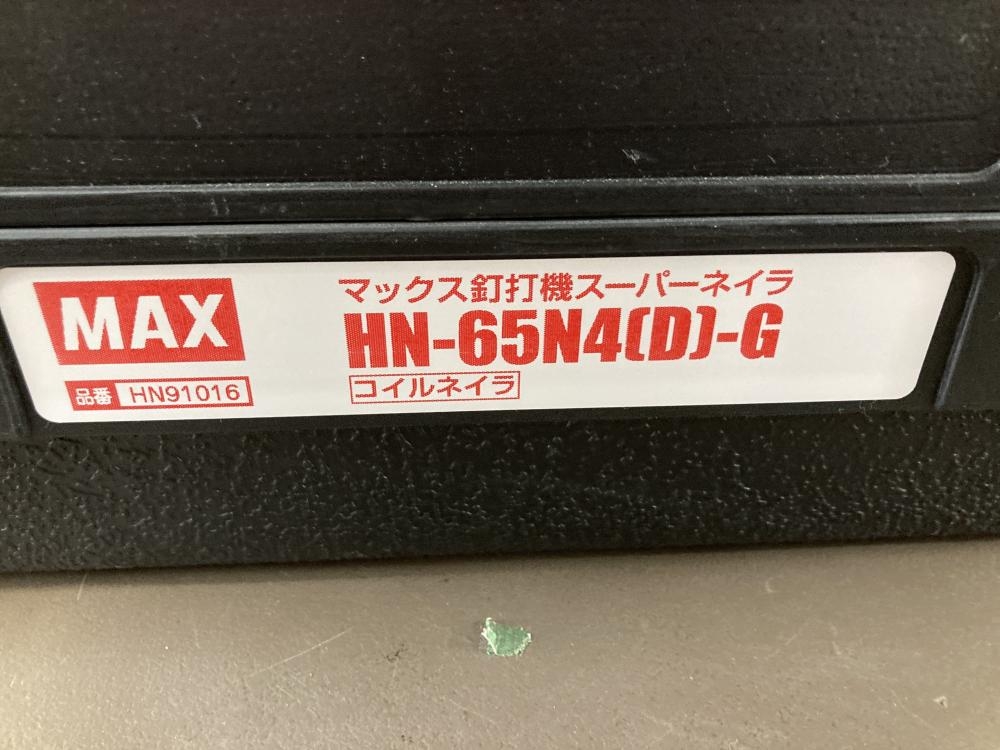 MAX
品番 HN91016
マックス釘打機スーパーネイラ
HN-65N4(D)-G
コイルネイラ